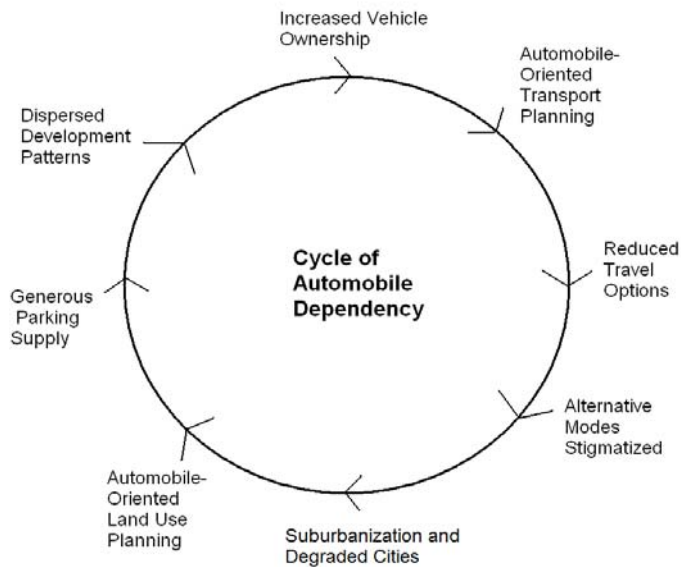 Increased Vehicle
Ownership
Automobile-
Oriented
Transport
Planning
Reduced
Travel
Options
Alternative
Modes
Stigmatized
Suburbanization and
Degraded Cities
Automobile-
Oriented
Land Use
Planning
Generous
Parking
Supply
Dispersed
Development
Patterns
Cycle of
Automobile
Dependency